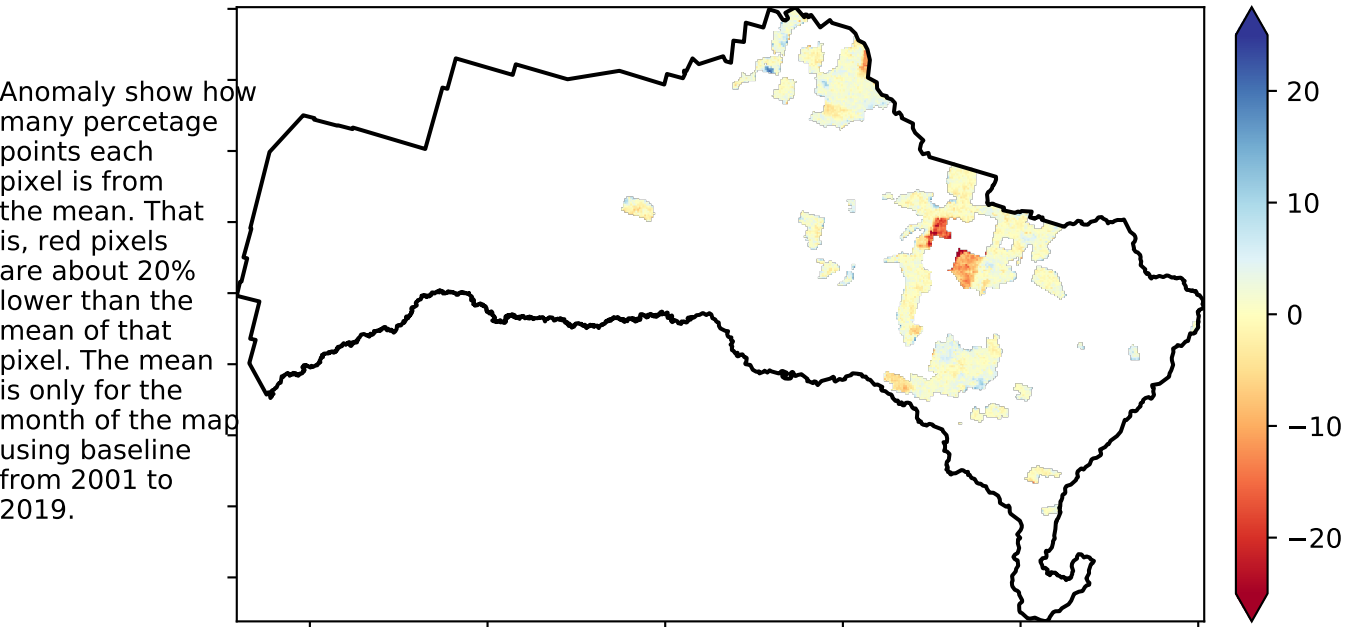 Anomaly show how
many percetage
points each
pixel is from
the mean. That
is, red pixels
are about 20%
lower than the
mean of that
pixel. The mean
is only for the
month of the map
using baseline
from 2001 to
2019.
20
10
0
−10
−20